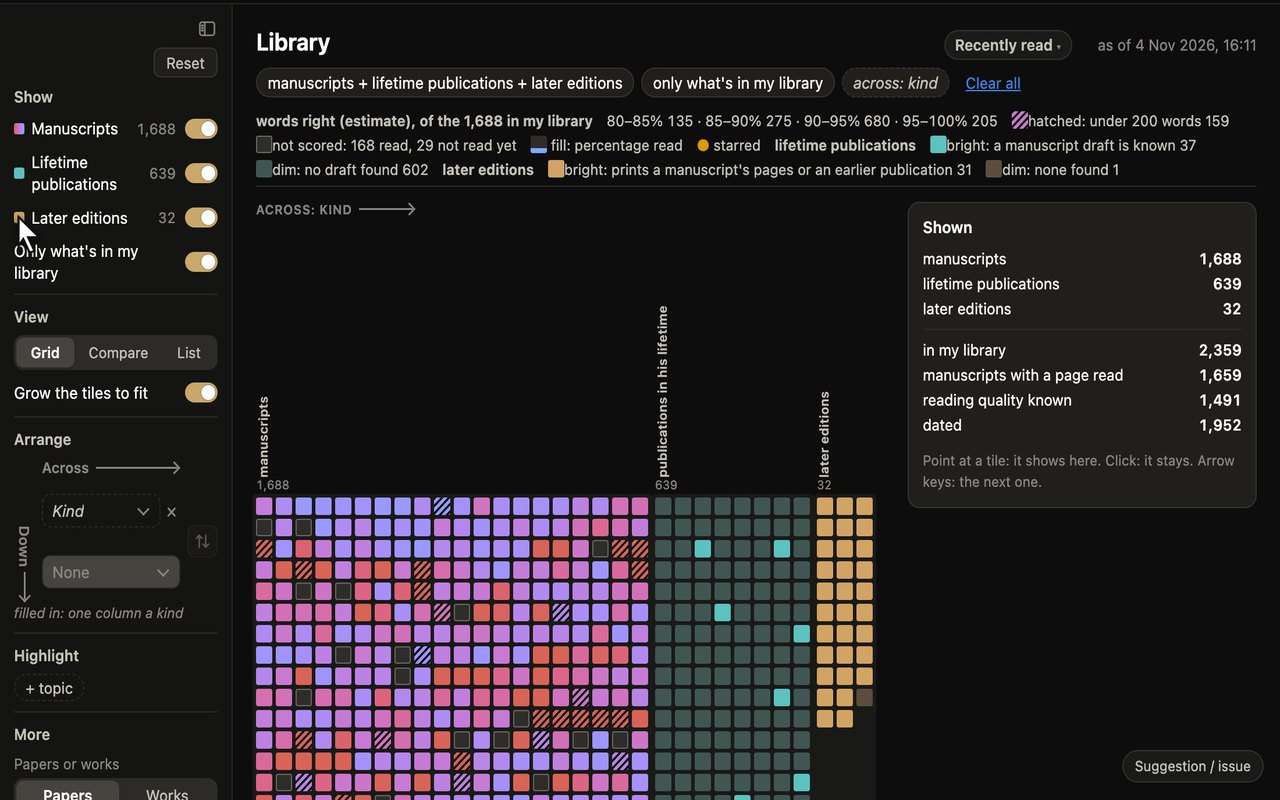 Reset
Show
Manuscripts 1,688
Lifetime publications 639
Later editions 32
Only what's in my library
View
Grid Compare List
Grow the tiles to fit
Arrange
Across
Kind ×
Down
None
filled in: one column a kind
Highlight
+ topic
More
Papers or works
Papers Works
Library
Recently read
as of 4 Nov 2026, 16:11
manuscripts + lifetime publications + later editions
only what's in my library
across: kind
Clear all
words right (estimate), of the 1,688 in my library 80–85% 135 · 85–90% 275 · 90–95% 680 · 95–100% 205 hatched: under 200 words 159
not scored: 168 read, 29 not read yet fill: percentage read starred lifetime publications bright: a manuscript draft is known 37
dim: no draft found 602 later editions bright: prints a manuscript's pages or an earlier publication 31 dim: none found 1
ACROSS: KIND
manuscripts
1,688
publications in his lifetime
639
later editions
32
Shown
manuscripts 1,688
lifetime publications 639
later editions 32
in my library 2,359
manuscripts with a page read 1,659
reading quality known 1,491
dated 1,952
Point at a tile: it shows here. Click: it stays. Arrow
keys: the next one.
Suggestion / issue